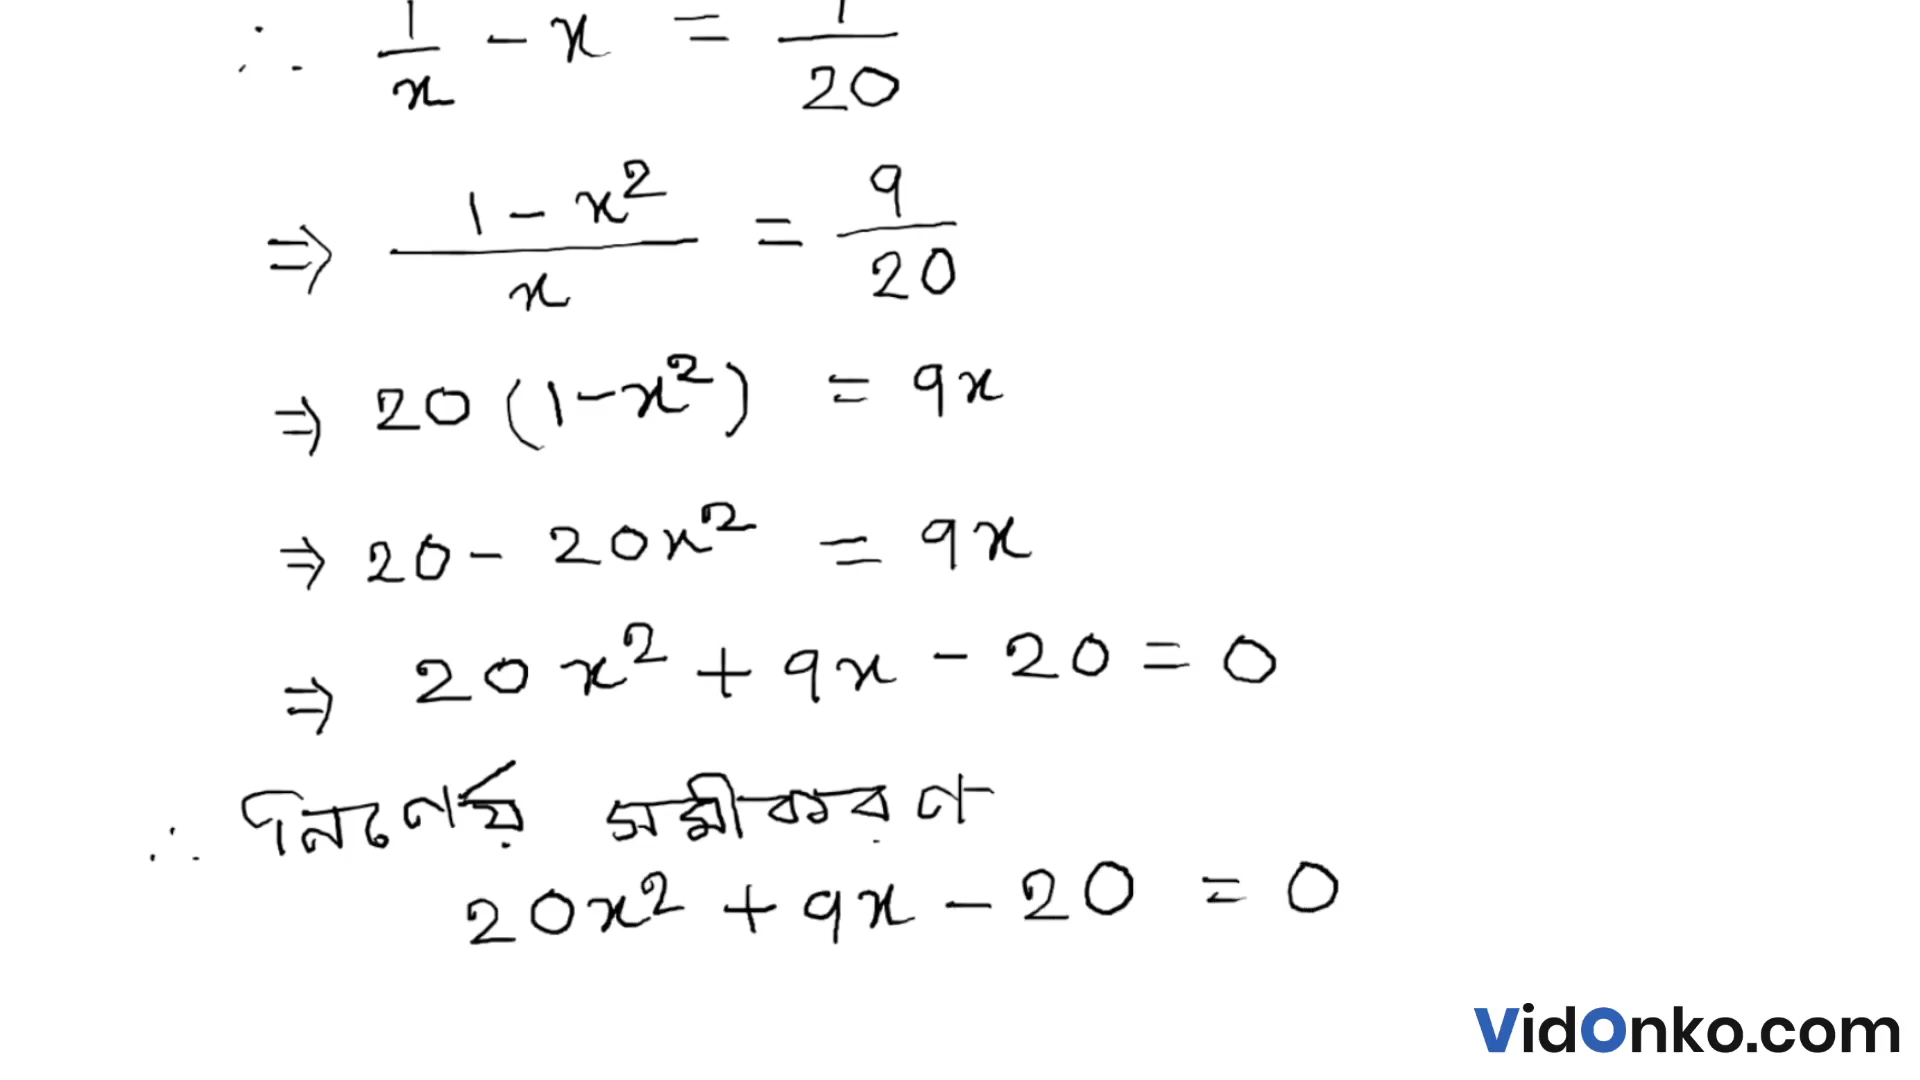 ∴ 1/x - x = 1/20
⇒ (1 - x²)/x = 9/20
⇒ 20 (1 - x²) = 9x
⇒ 20 - 20x² = 9x
⇒ 20x² + 9x - 20 = 0
∴ নির্ণেয় সমীকরণ
20x² + 9x - 20 = 0
VidOnko.com